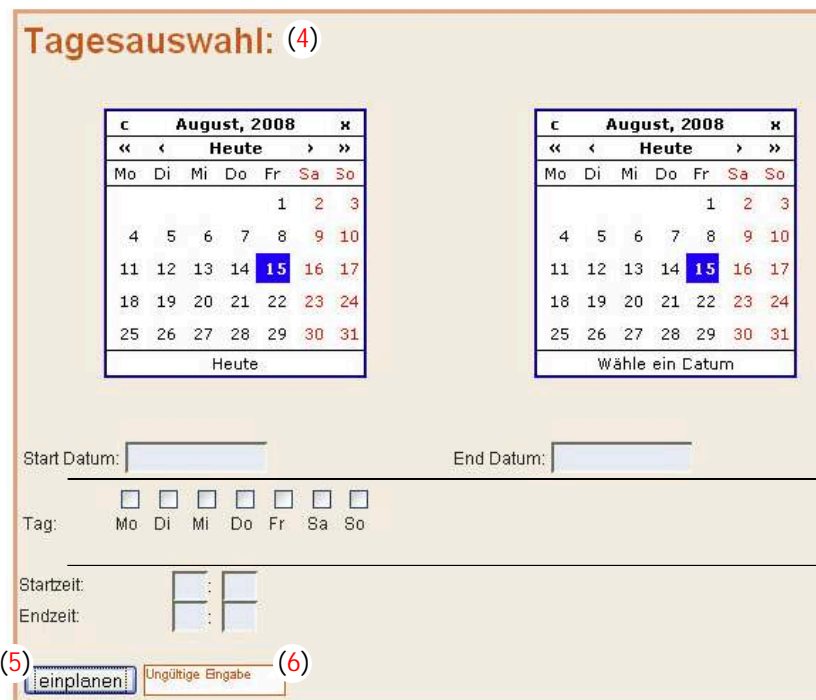 Tagesauswahl: (4)
c August, 2008 x
« ‹ Heute › »
Mo Di Mi Do Fr Sa So
1 2 3
4 5 6 7 8 9 10
11 12 13 14 15 16 17
18 19 20 21 22 23 24
25 26 27 28 29 30 31
Heute
c August, 2008 x
« ‹ Heute › »
Mo Di Mi Do Fr Sa So
1 2 3
4 5 6 7 8 9 10
11 12 13 14 15 16 17
18 19 20 21 22 23 24
25 26 27 28 29 30 31
Wähle ein Datum
Start Datum: End Datum:
Tag: Mo Di Mi Do Fr Sa So
Startzeit: :
Endzeit: :
(5) einplanen Ungültige Eingabe (6)